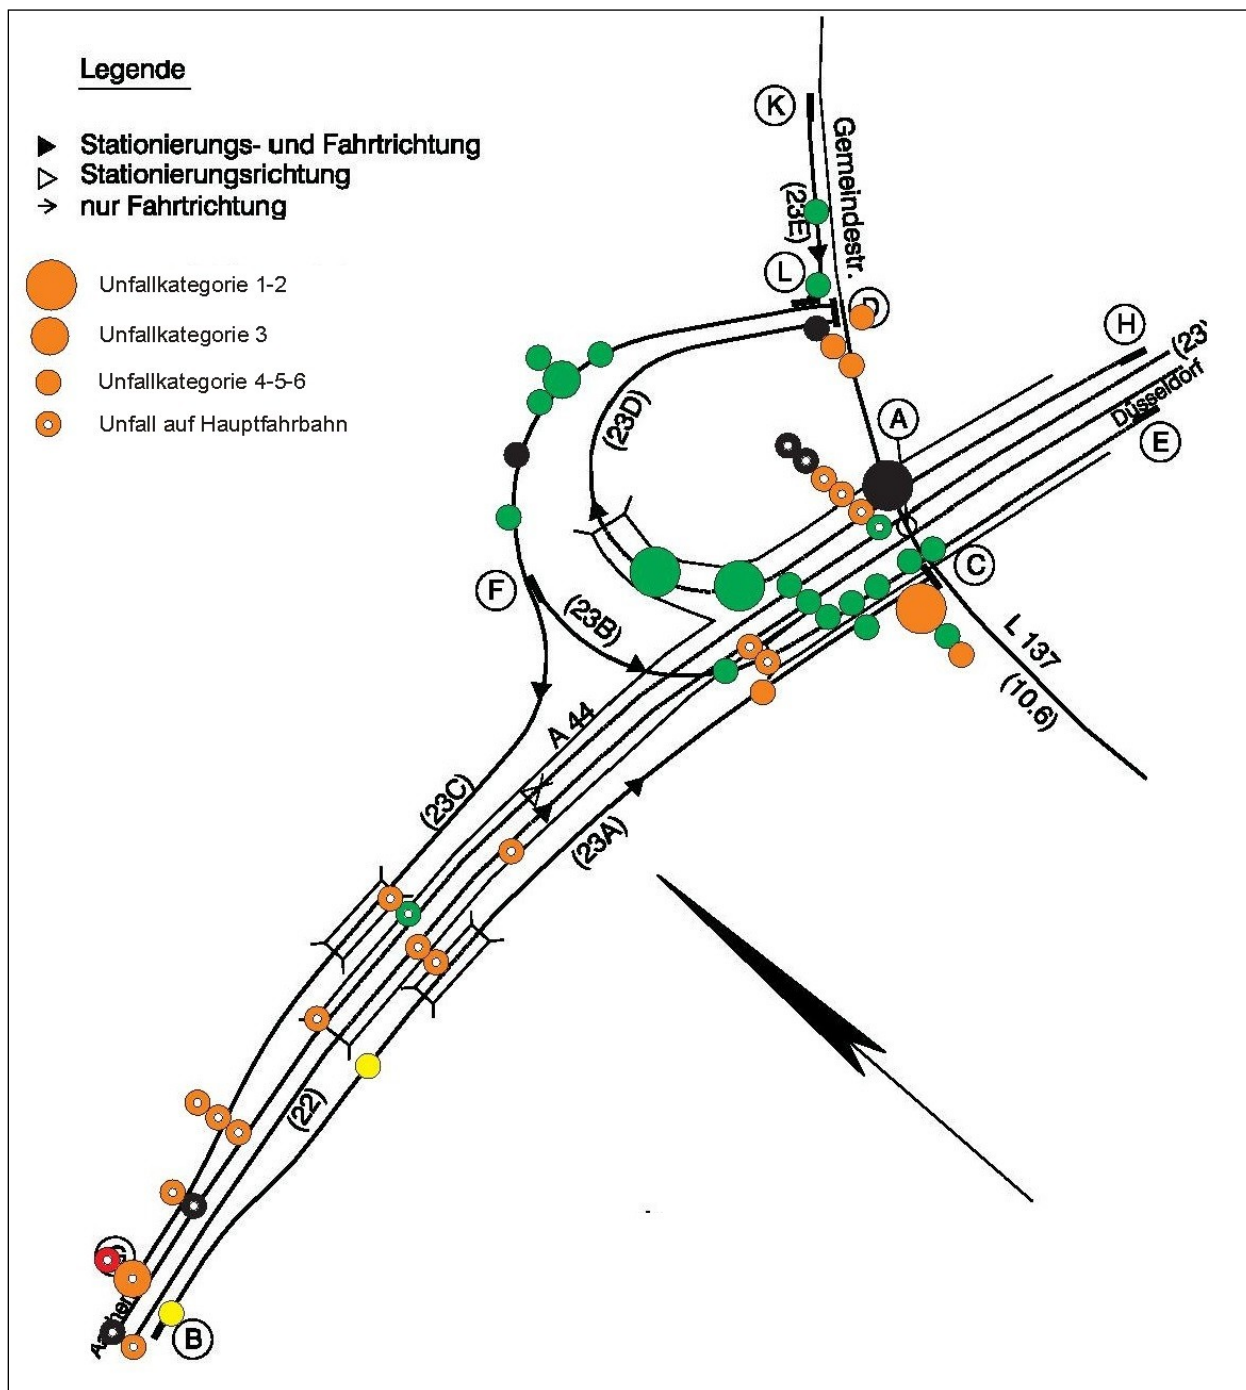 Legende
Stationierungs- und Fahrtrichtung
Stationierungsrichtung
nur Fahrtrichtung
Unfallkategorie 1-2
Unfallkategorie 3
Unfallkategorie 4-5-6
Unfall auf Hauptfahrbahn
K
Gemeindestr.
(23E)
L
D
H
(23
Düsseldorf
E
A
(23D)
C
F
(23B)
L 137
(10.6)
A 44
(23C)
(23A)
(22)
G
B